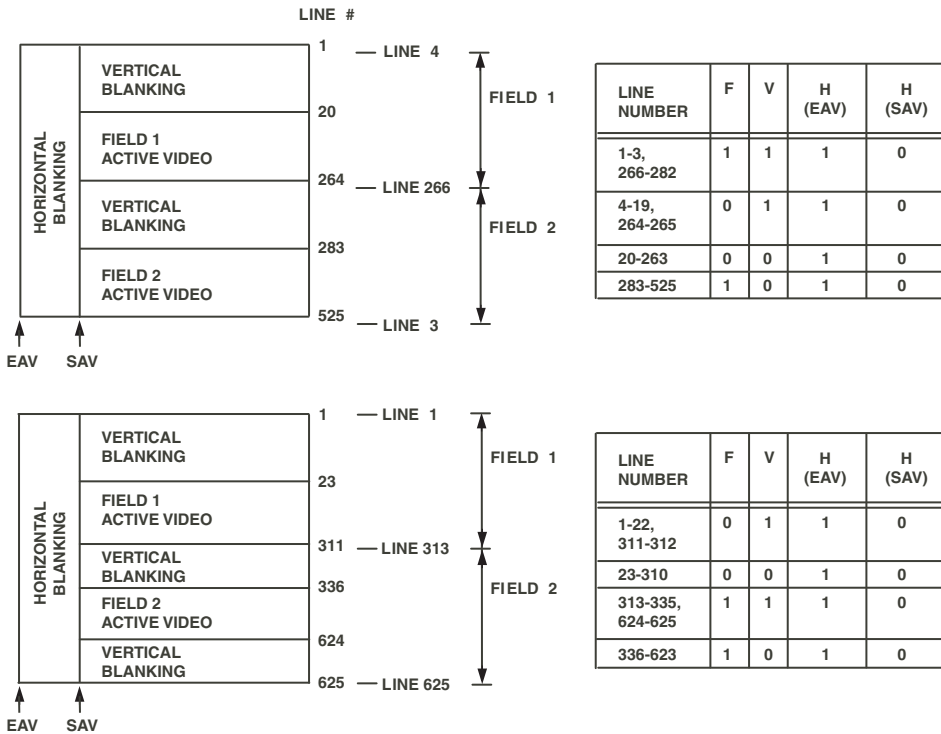 LINE #
1
LINE 4
VERTICAL
BLANKING
FIELD 1
20
FIELD 1
ACTIVE VIDEO
HORIZONTAL
BLANKING
264
LINE 266
VERTICAL
BLANKING
FIELD 2
283
FIELD 2
ACTIVE VIDEO
525
LINE 3
EAV SAV
LINE
NUMBER F V H
(EAV) H
(SAV)
1-3,
266-282 1 1 1 0
4-19,
264-265 0 1 1 0
20-263 0 0 1 0
283-525 1 0 1 0
1
LINE 1
VERTICAL
BLANKING
FIELD 1
23
FIELD 1
ACTIVE VIDEO
HORIZONTAL
BLANKING
311
LINE 313
VERTICAL
BLANKING
336
FIELD 2
FIELD 2
ACTIVE VIDEO
624
VERTICAL
BLANKING
625
LINE 625
EAV SAV
LINE
NUMBER F V H
(EAV) H
(SAV)
1-22,
311-312 0 1 1 0
23-310 0 0 1 0
313-335,
624-625 1 1 1 0
336-623 1 0 1 0